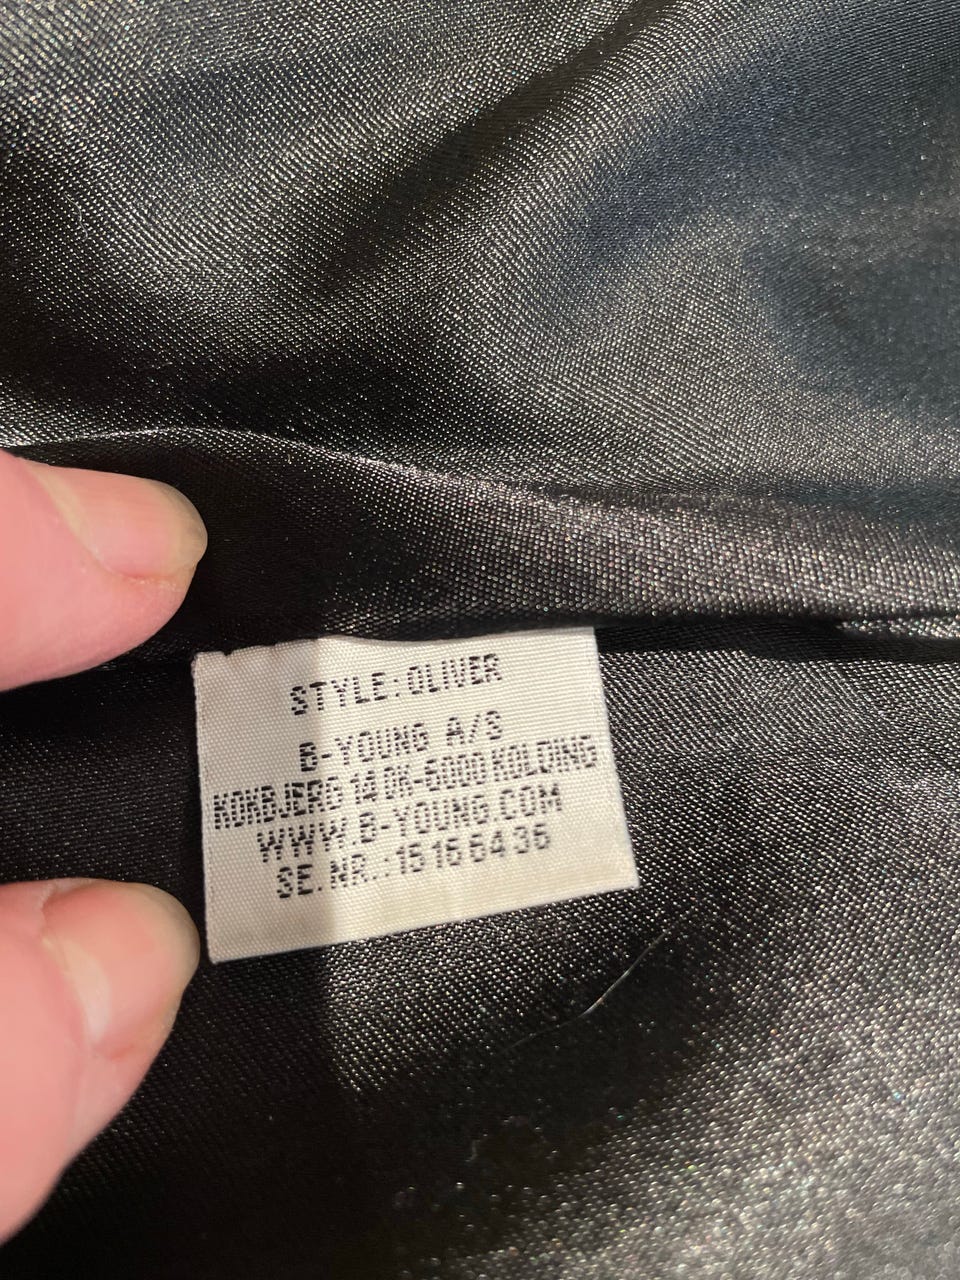 STYLE:OLIVER
B-YOUNG A/S
KOKBJERG 14 DK-6000 KOLDING
WWW.B-YOUNG.COM
SE.NR.:15 16 64 36